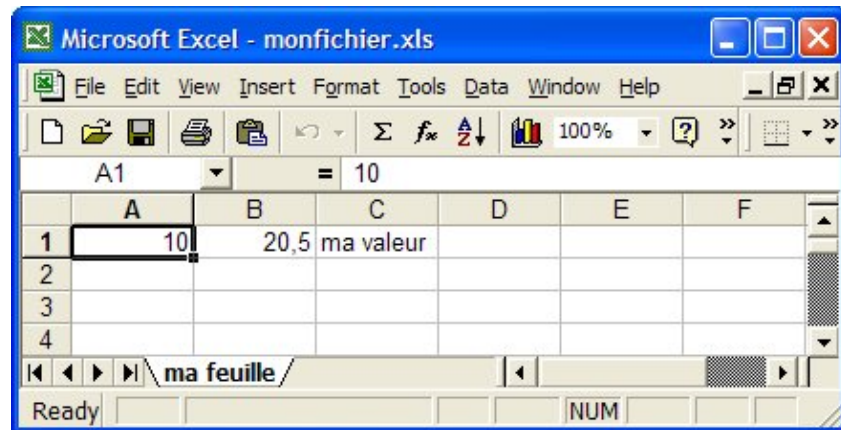 Microsoft Excel - monfichier.xls
File Edit View Insert Format Tools Data Window Help
Σ fx A Z 100% ? »
A1 = 10
A B C D E F
1 10 20,5 ma valeur
2
3
4
ma feuille
Ready NUM